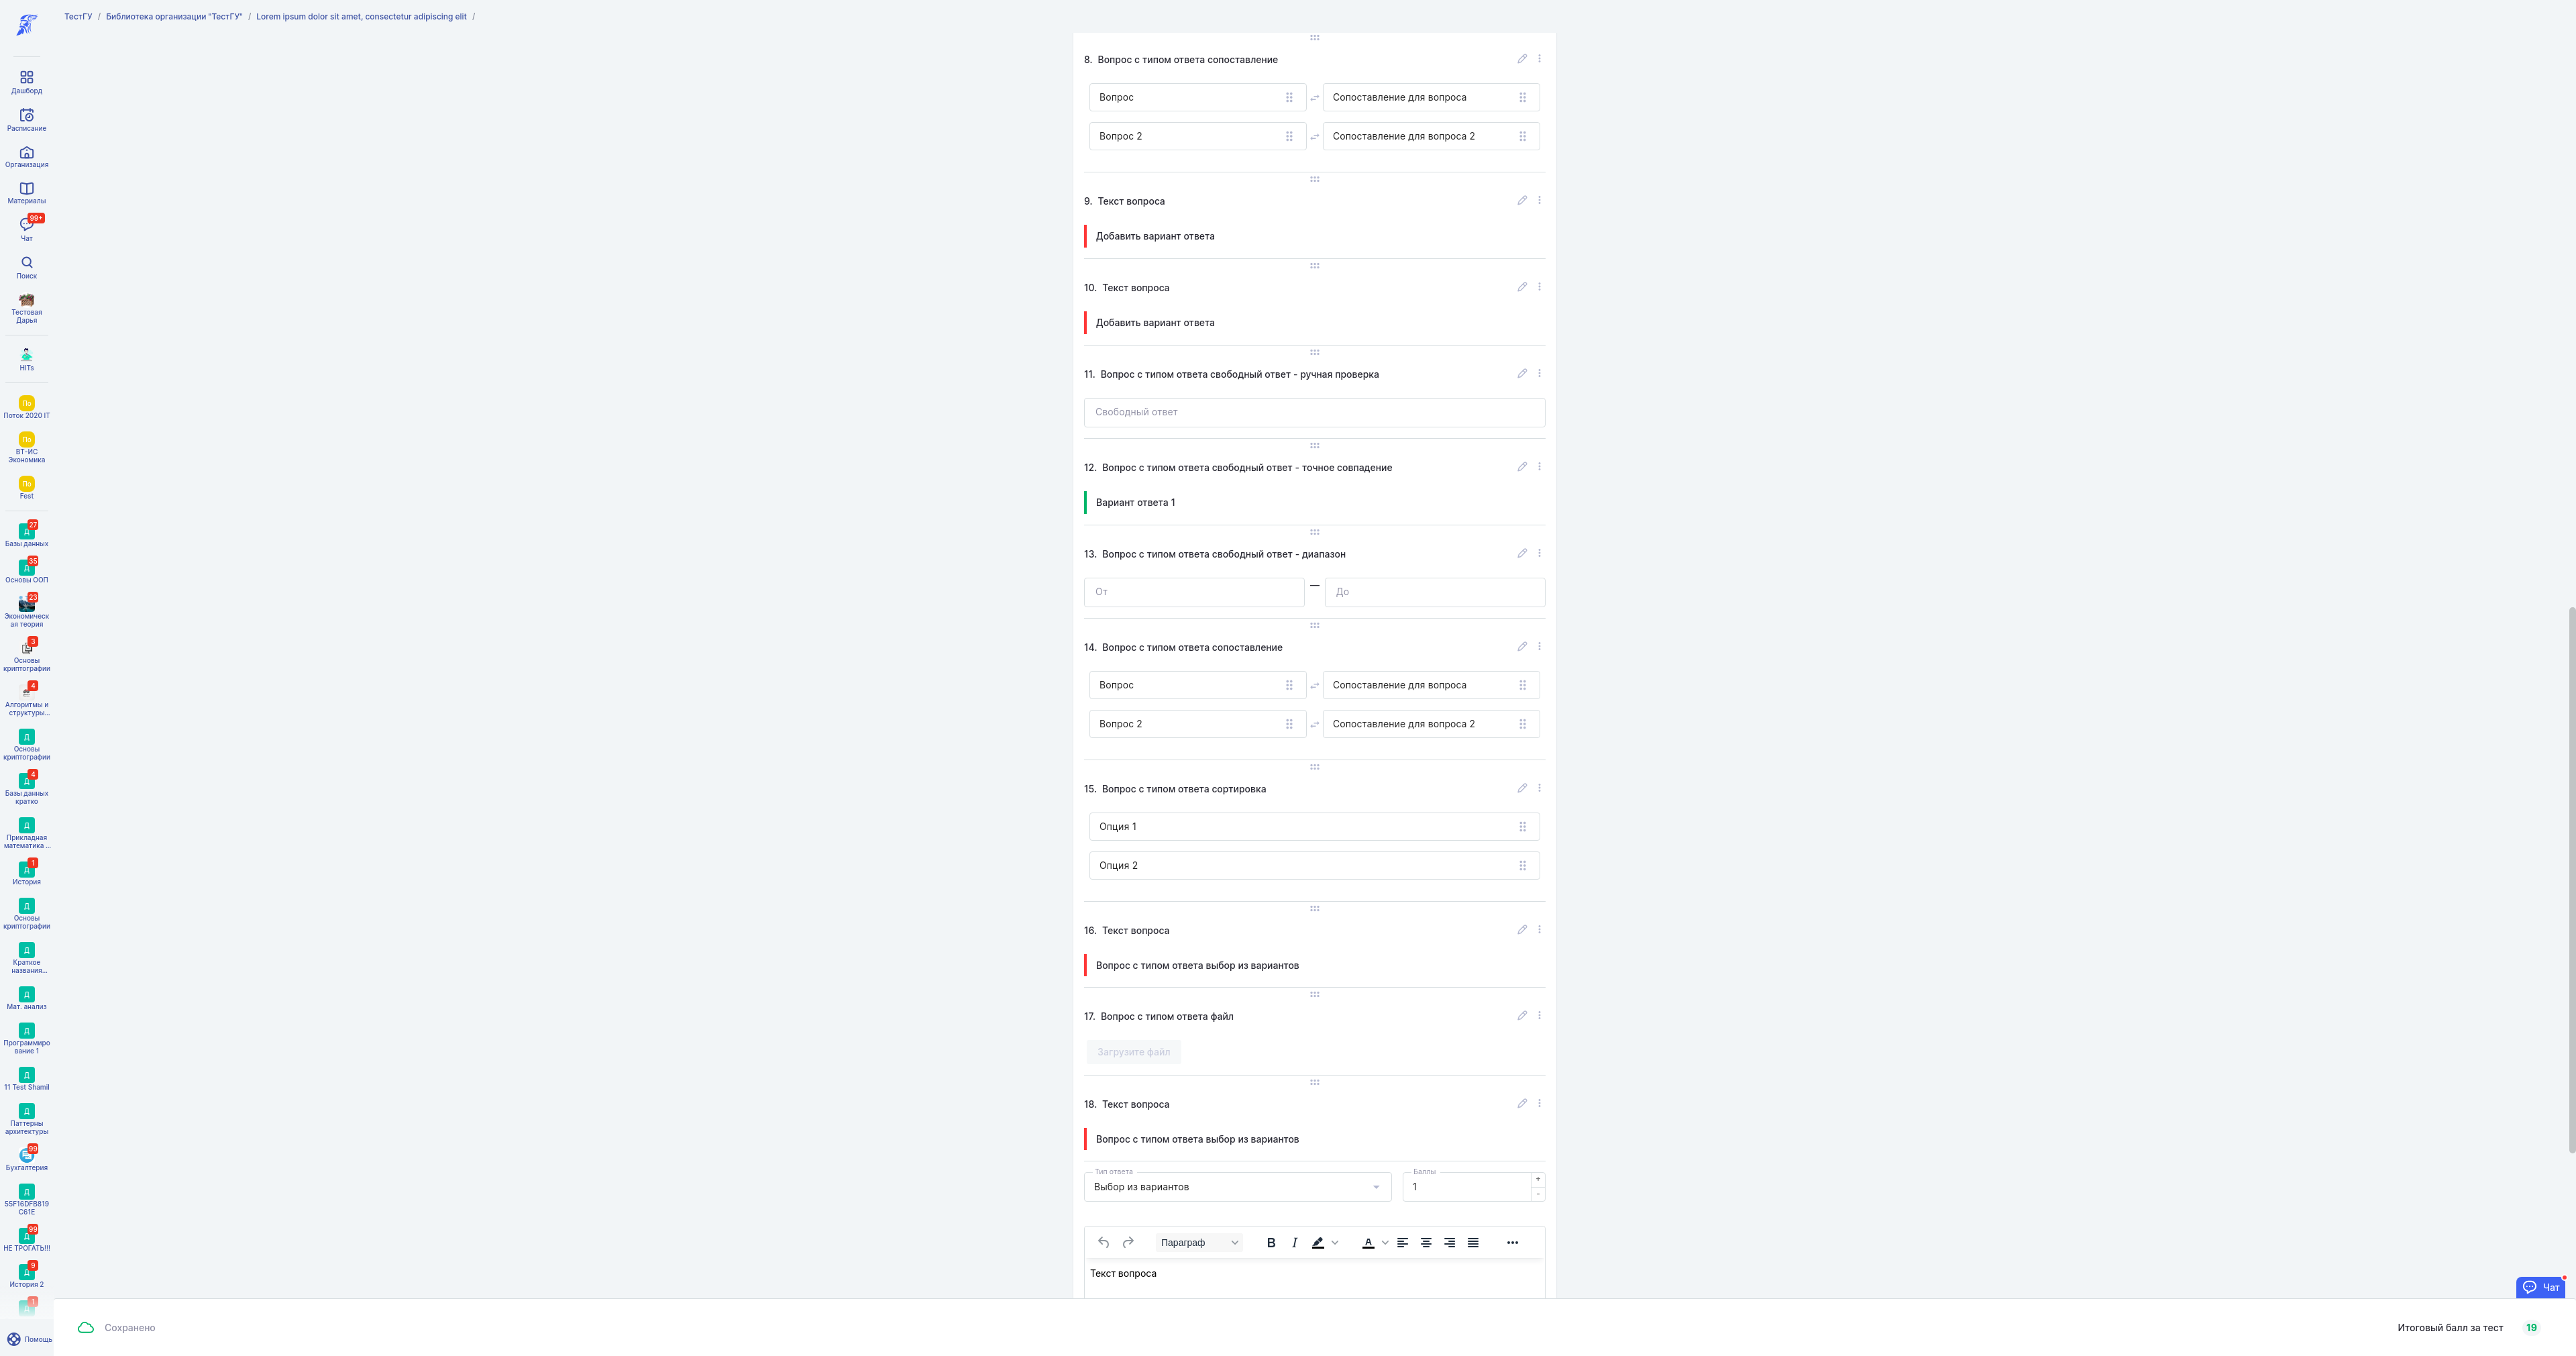 ТестГУ / Библиотека организации "ТестГУ" / Lorem ipsum dolor sit amet, consectetur adipiscing elit /
Дашборд
Расписание
Организация
Материалы
99+
Чат
Поиск
Тестовая
Дарья
HITs
По
Поток 2020 IT
По
ВТ-ИС
Экономика
По
Fest
27
Д
Базы данных
35
Д
Основы ООП
23
Экономическ
ая теория
3
Основы
криптографии
4
Алгоритмы и
структуры...
Д
Основы
криптографии
4
Д
Базы данных
кратко
Д
Прикладная
математика ...
1
Д
История
Д
Основы
криптографии
Д
Краткое
названия...
Д
Мат. анализ
Д
Программиро
вание 1
Д
11 Test Shamil
Д
Паттерны
архитектуры
99
Бухгалтерия
Д
55F16DFB819
C61E
99
Д
НЕ ТРОГАТЬ!!!
9
Д
История 2
1
Д
Помощь
8. Вопрос с типом ответа сопоставление
Вопрос Сопоставление для вопроса
Вопрос 2 Сопоставление для вопроса 2
9. Текст вопроса
Добавить вариант ответа
10. Текст вопроса
Добавить вариант ответа
11. Вопрос с типом ответа свободный ответ - ручная проверка
Свободный ответ
12. Вопрос с типом ответа свободный ответ - точное совпадение
Вариант ответа 1
13. Вопрос с типом ответа свободный ответ - диапазон
От — До
14. Вопрос с типом ответа сопоставление
Вопрос Сопоставление для вопроса
Вопрос 2 Сопоставление для вопроса 2
15. Вопрос с типом ответа сортировка
Опция 1
Опция 2
16. Текст вопроса
Вопрос с типом ответа выбор из вариантов
17. Вопрос с типом ответа файл
Загрузите файл
18. Текст вопроса
Вопрос с типом ответа выбор из вариантов
Тип ответа Баллы
Выбор из вариантов 1 + -
Параграф B I A
Текст вопроса
Чат
Сохранено Итоговый балл за тест 19